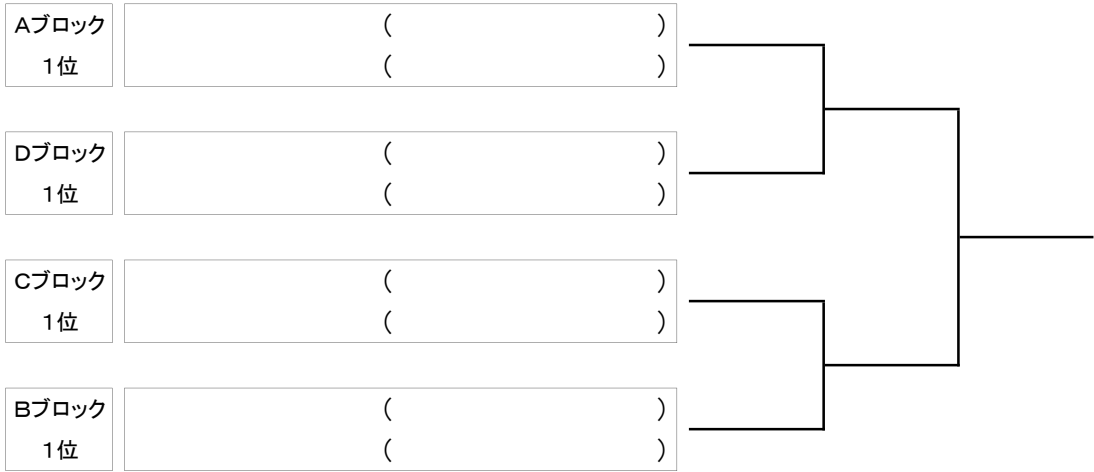 Aブロック ( )
1位 ( )
Dブロック ( )
1位 ( )
Cブロック ( )
1位 ( )
Bブロック ( )
1位 ( )